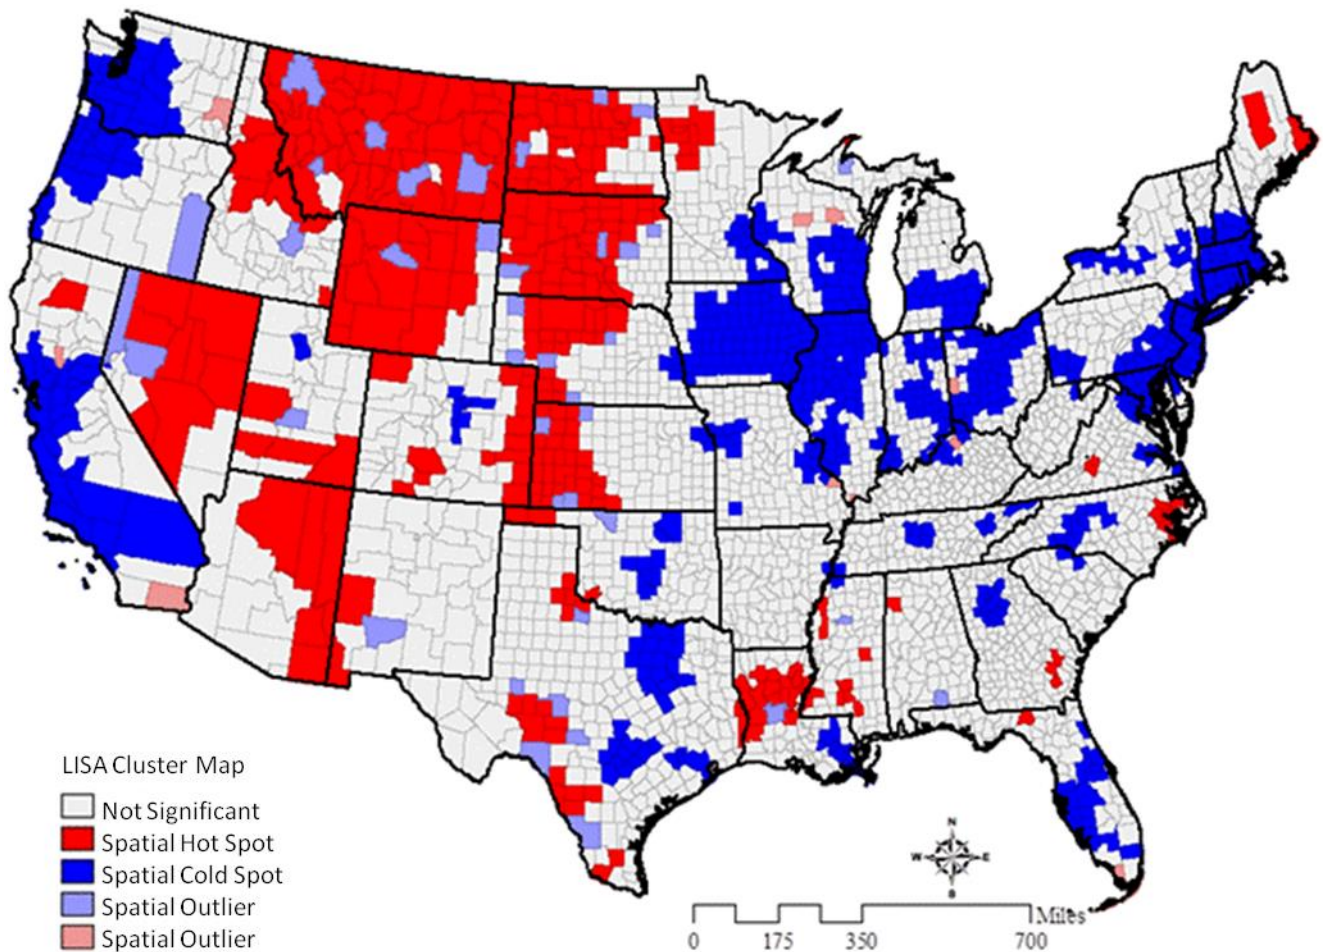 LISA Cluster Map
Not Significant
Spatial Hot Spot
Spatial Cold Spot
Spatial Outlier
Spatial Outlier
N
W E
S
Miles
0 175 350 700